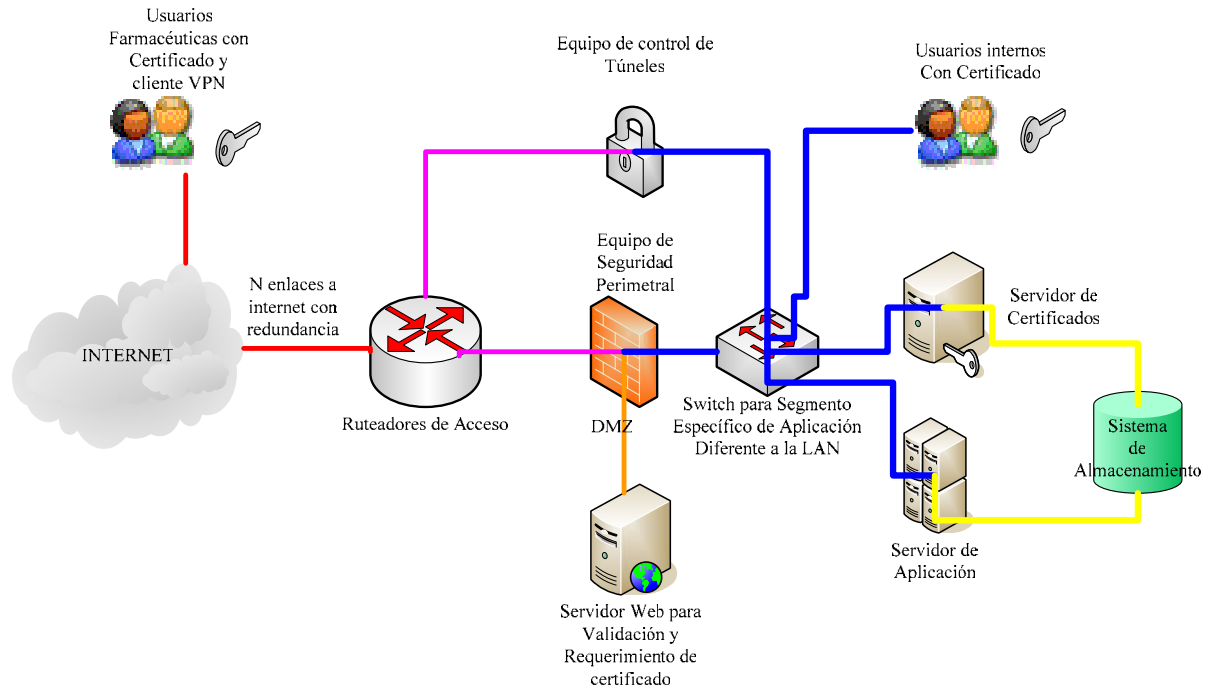 Usuarios
Farmacéuticas con
Certificado y
cliente VPN
Equipo de control de
Túneles
Usuarios internos
Con Certificado
Equipo de
Seguridad
Perimetral
N enlaces a
internet con
redundancia
INTERNET
Servidor de
Certificados
Ruteadores de Acceso
DMZ
Switch para Segmento
Específico de Aplicación
Diferente a la LAN
Sistema
de
Almacenamiento
Servidor de
Aplicación
Servidor Web para
Validación y
Requerimiento de
certificado